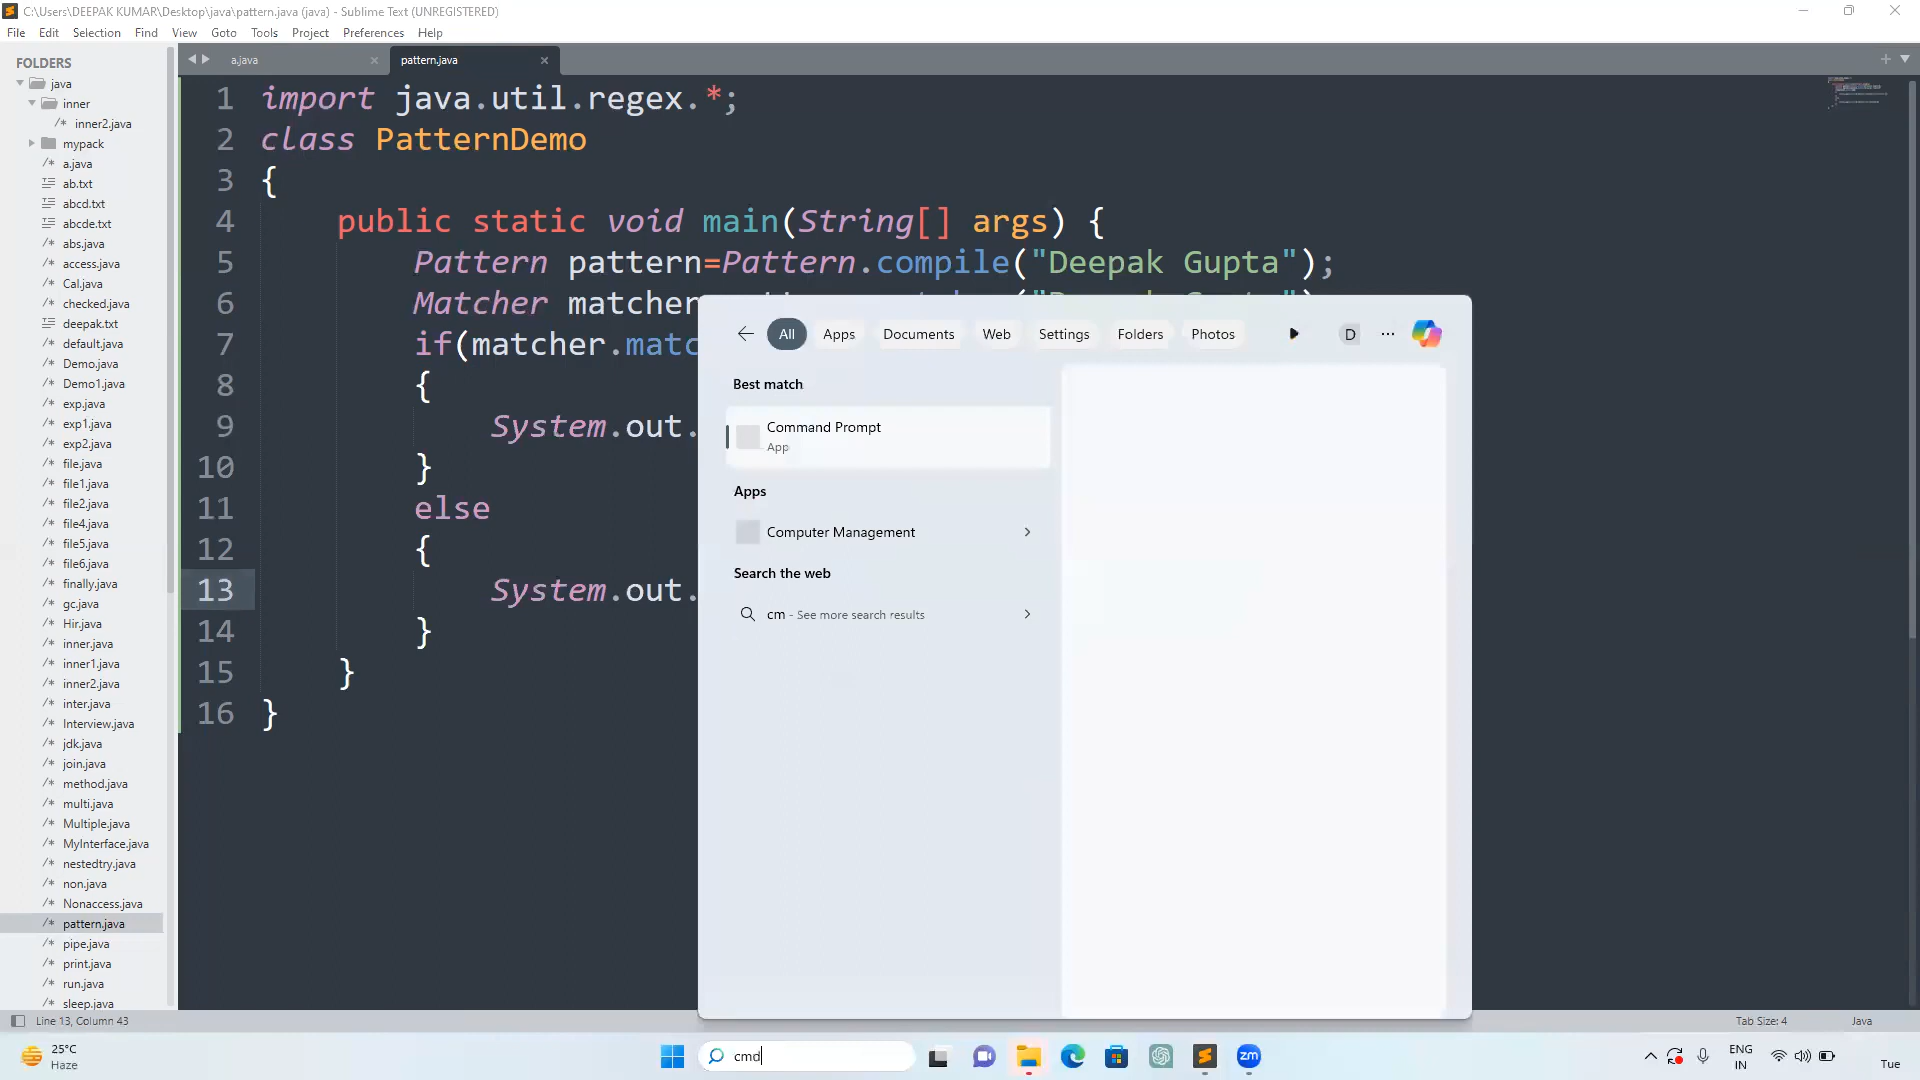 C:\Users\DEEPAK KUMAR\Desktop\java\pattern.java (java) - Sublime Text (UNREGISTERED)
File Edit Selection Find View Goto Tools Project Preferences Help
FOLDERS
java
inner
inner2.java
mypack
a.java
ab.txt
abcd.txt
abcde.txt
abs.java
access.java
Cal.java
checked.java
deepak.txt
default.java
Demo.java
Demo1.java
exp.java
exp1.java
exp2.java
file.java
file1.java
file2.java
file4.java
file5.java
file6.java
finally.java
gc.java
Hir.java
inner.java
inner1.java
inner2.java
inter.java
Interview.java
jdk.java
join.java
method.java
multi.java
Multiple.java
MyInterface.java
nestedtry.java
non.java
Nonaccess.java
pattern.java
pipe.java
print.java
run.java
sleep.java
a.java
pattern.java
1 import java.util.regex.*;
2 class PatternDemo
3 {
4 public static void main(String[] args) {
5 Pattern pattern=Pattern.compile("Deepak Gupta");
6 Matcher matcher
7 if(matcher.matc
8 {
9 System.out.
10 }
11 else
12 {
13 System.out.
14 }
15 }
16 }
All Apps Documents Web Settings Folders Photos D
Best match
Command Prompt
App
Apps
Computer Management
Search the web
cm - See more search results
Line 13, Column 43
Tab Size: 4
Java
25°C
Haze
cmd
zm
ENG
IN
Tue